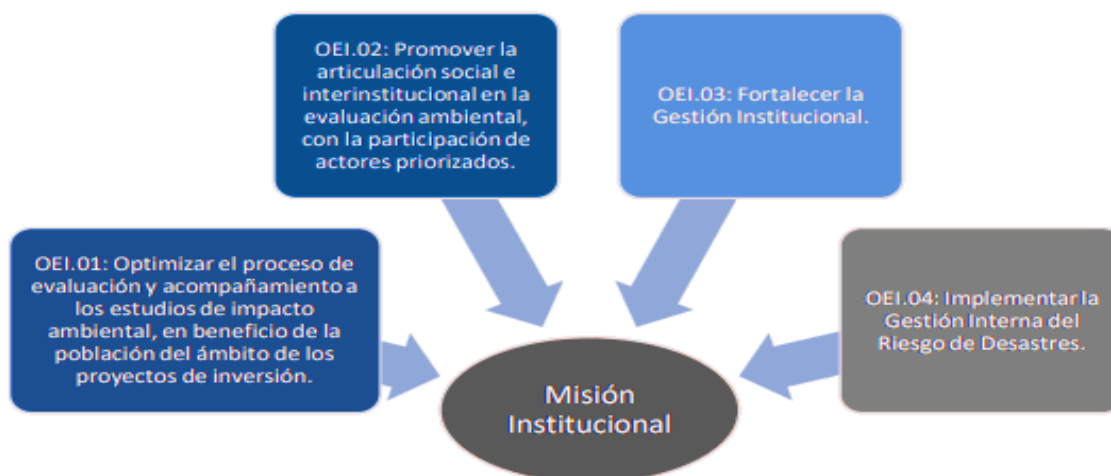 OEI.02: Promover la
articulación social e
interinstitucional en la
evaluación ambiental,
con la participación de
actores priorizados.
OEI.03: Fortalecer la
Gestión Institucional.
OEI.01: Optimizar el proceso de
evaluación y acompañamiento a
los estudios de impacto
ambiental, en beneficio de la
población del ámbito de los
proyectos de inversión.
OEI.04: Implementar la
Gestión Interna del
Riesgo de Desastres.
Misión
Institucional